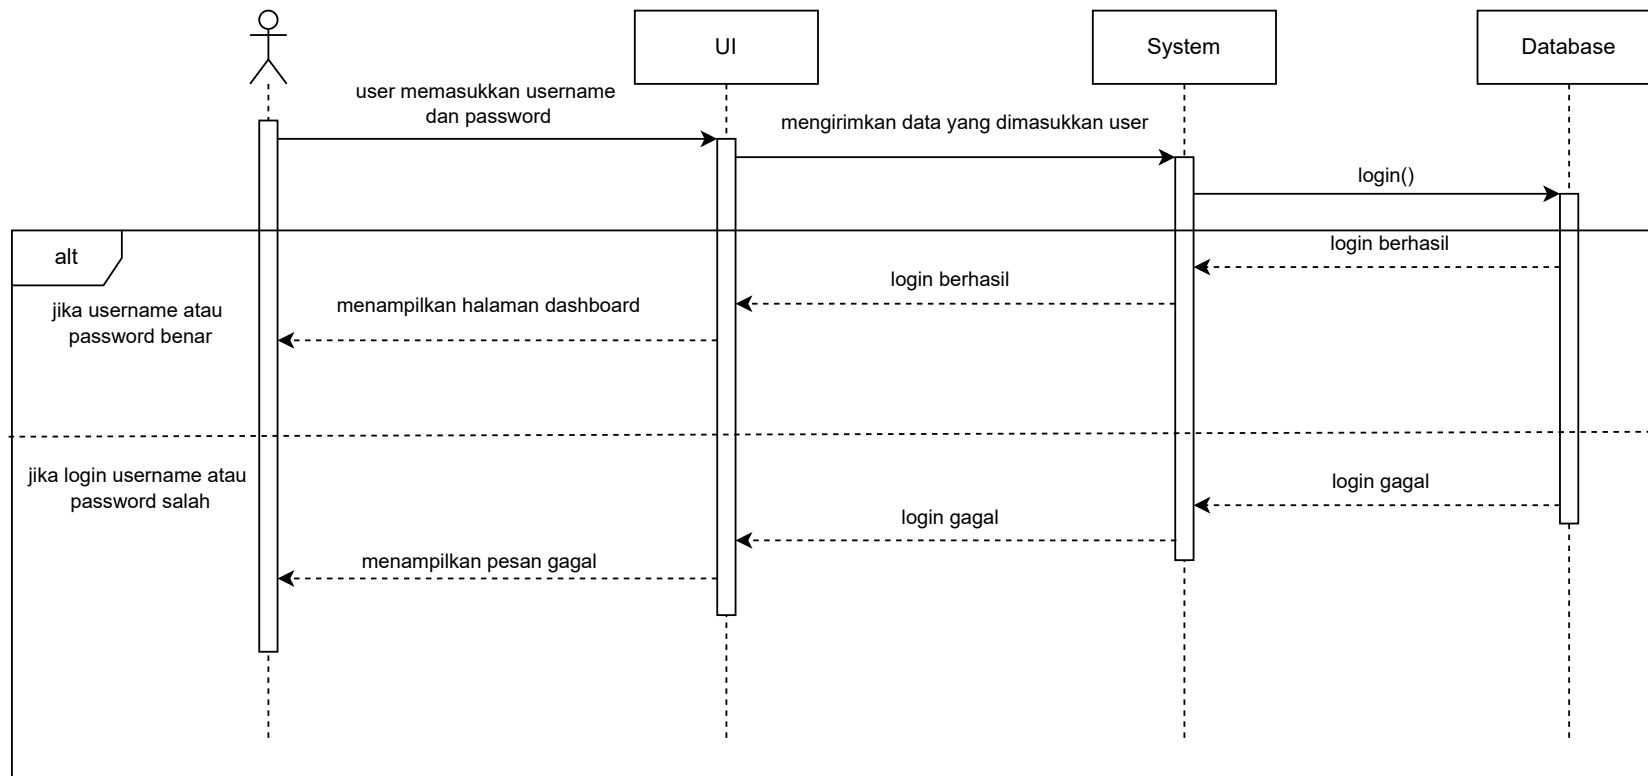 UI
System
Database
user memasukkan username
dan password
mengirimkan data yang dimasukkan user
login()
alt
login berhasil
login berhasil
menampilkan halaman dashboard
jika username atau
password benar
jika login username atau
password salah
login gagal
login gagal
menampilkan pesan gagal